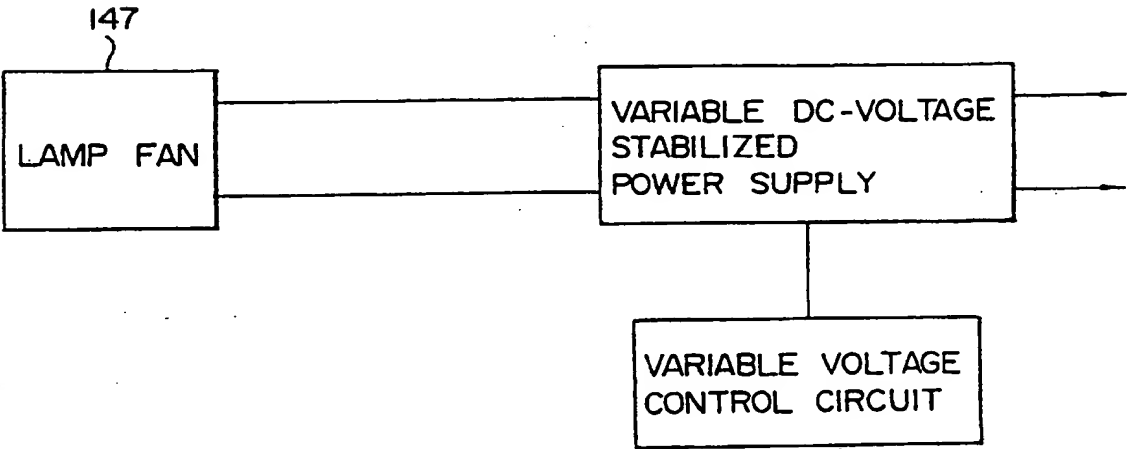 147
LAMP FAN
VARIABLE DC-VOLTAGE
STABILIZED
POWER SUPPLY
VARIABLE VOLTAGE
CONTROL CIRCUIT